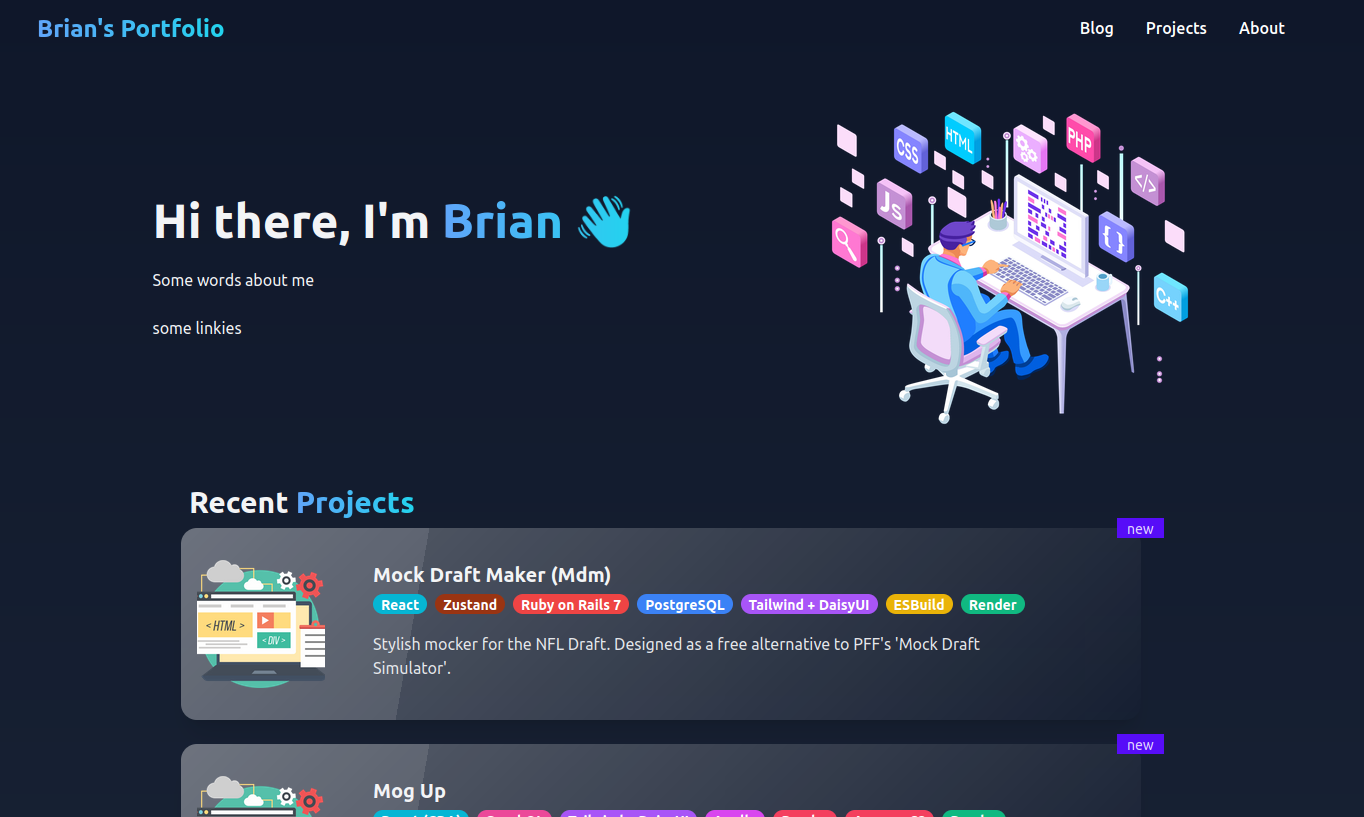 Brian's Portfolio
Blog Projects About
CSS
HTML
PHP
</>
Js
{ }
C++
Hi there, I'm Brian 👋
Some words about me
some linkies
Recent Projects
new
Mock Draft Maker (Mdm)
React Zustand Ruby on Rails 7 PostgreSQL Tailwind + DaisyUI ESBuild Render
< HTML >
< DIV >
Stylish mocker for the NFL Draft. Designed as a free alternative to PFF's 'Mock Draft
Simulator'.
new
Mog Up